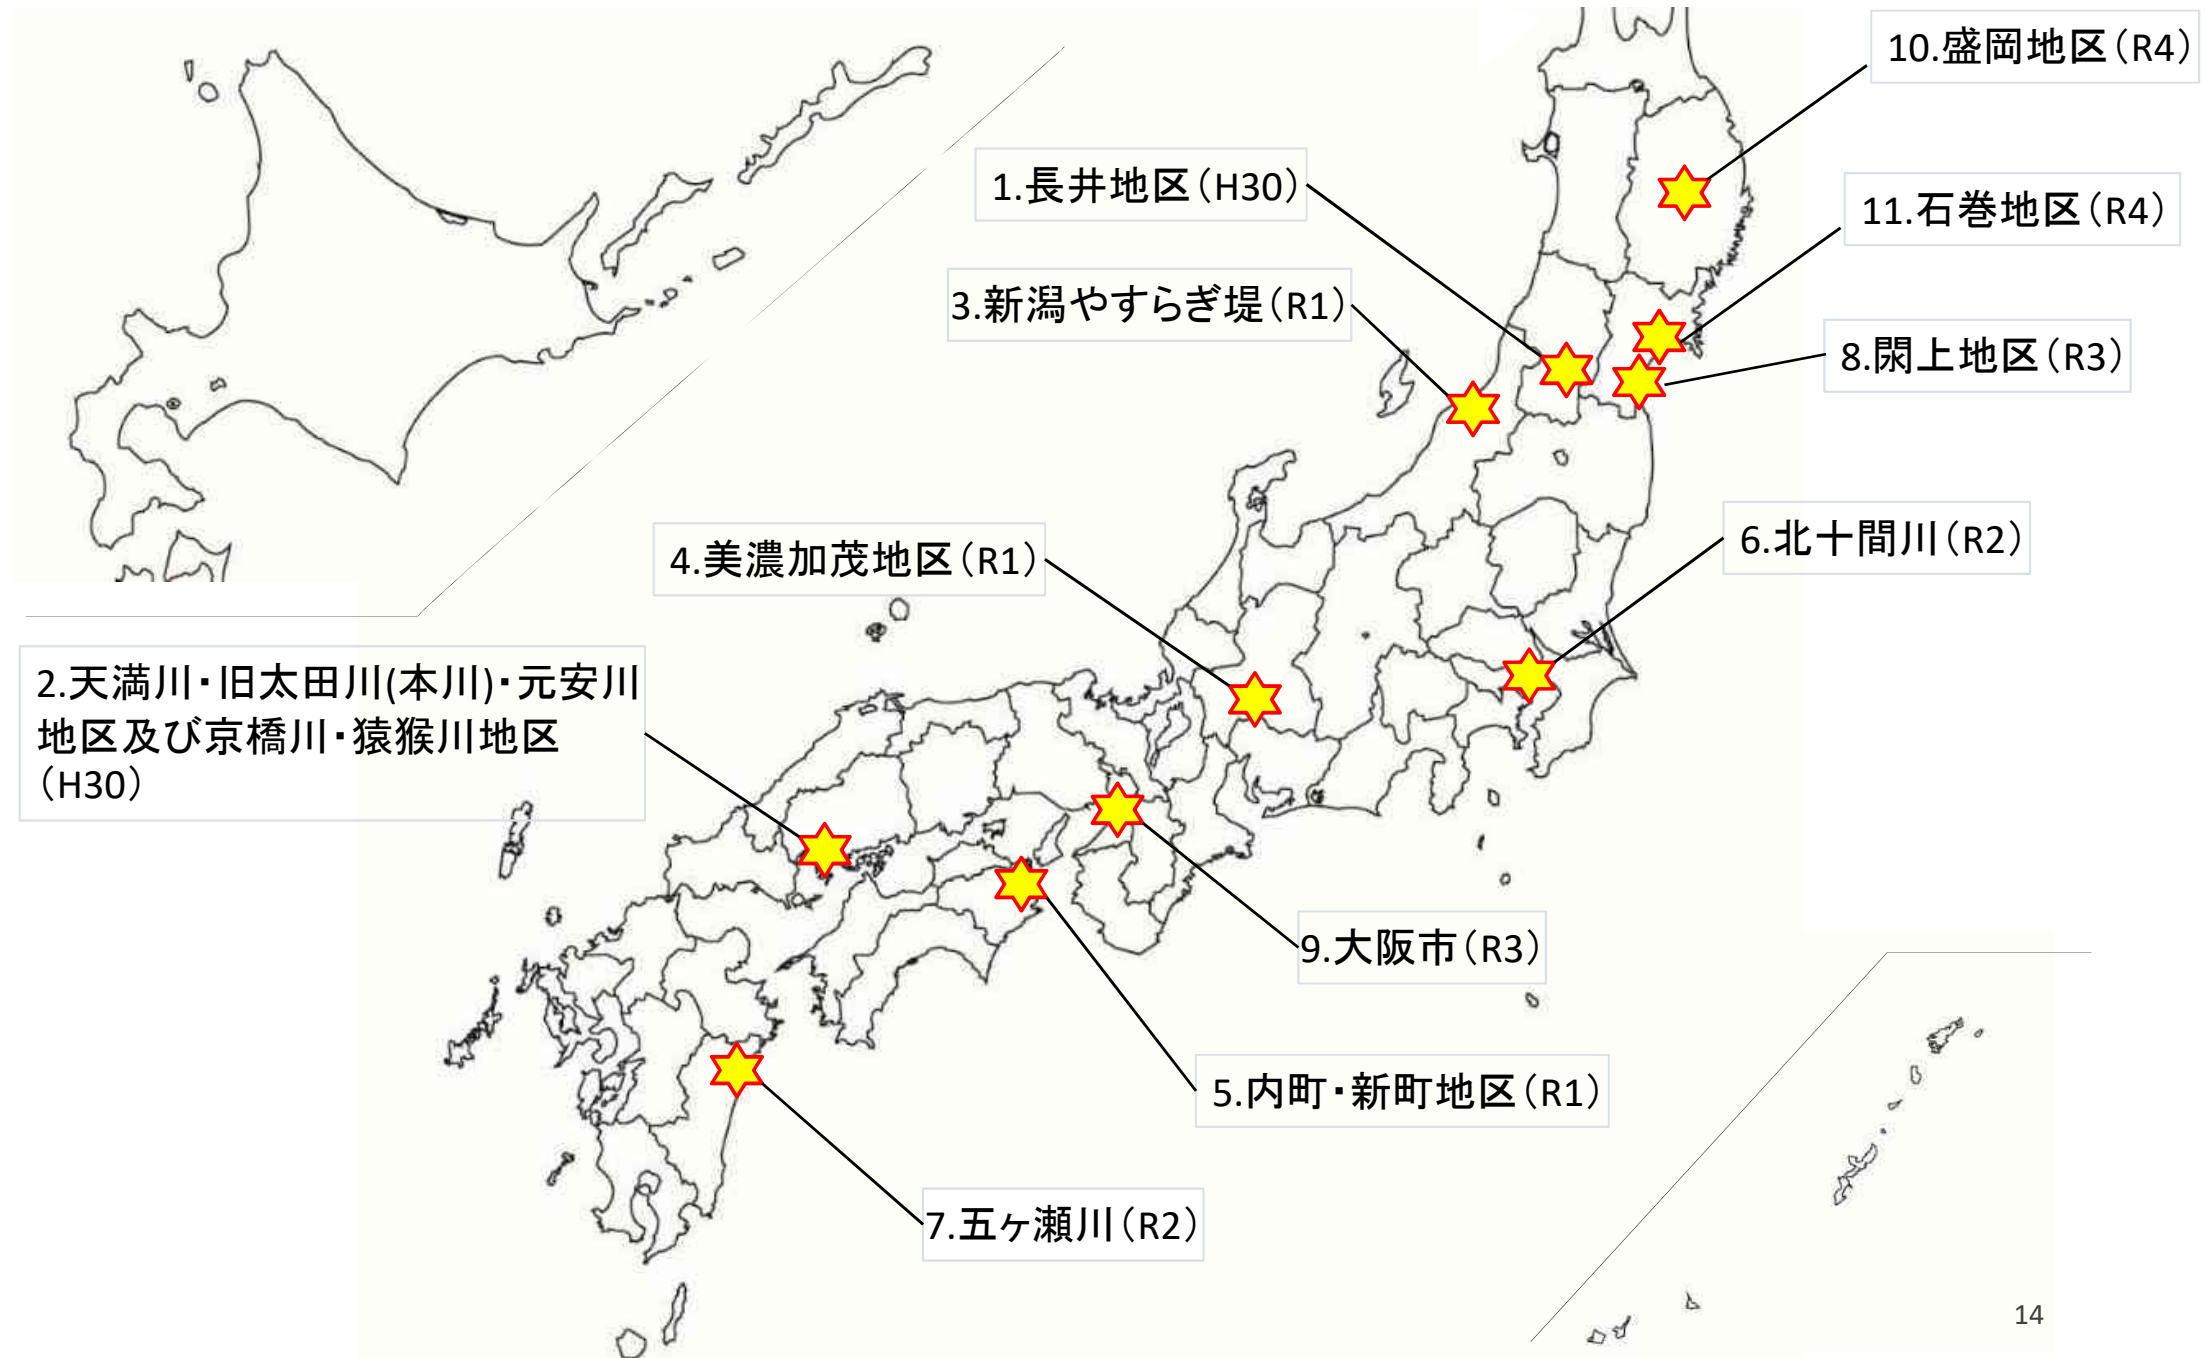 10.盛岡地区(R4)
1.長井地区(H30)
11.石巻地区(R4)
3.新潟やすらぎ堤(R1)
8.閖上地区(R3)
6.北十間川(R2)
4.美濃加茂地区(R1)
2.天満川・旧太田川(本川)・元安川
地区及び京橋川・猿猴川地区
(H30)
9.大阪市(R3)
5.内町・新町地区(R1)
7.五ヶ瀬川(R2)
14